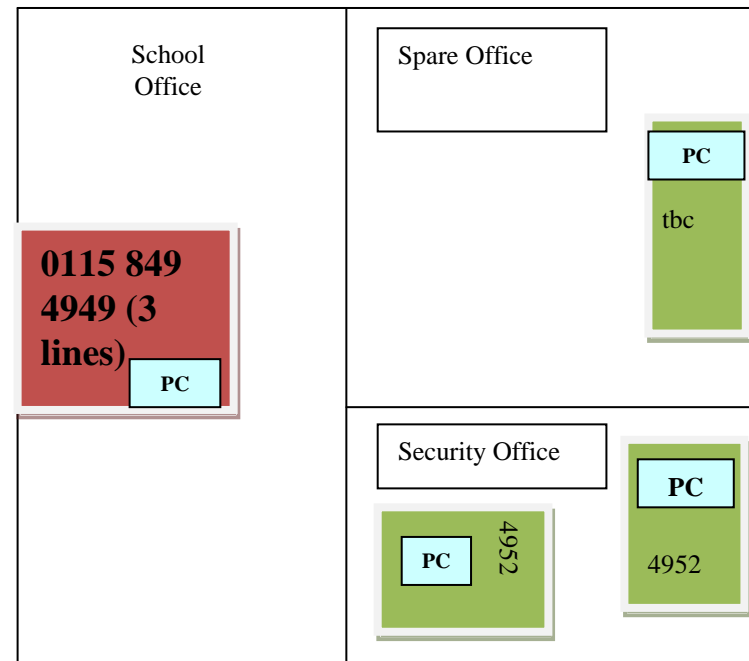 School
Office
0115 849
4949 (3
lines)
PC
Spare Office
PC
tbc
Security Office
PC
4952
PC
4952